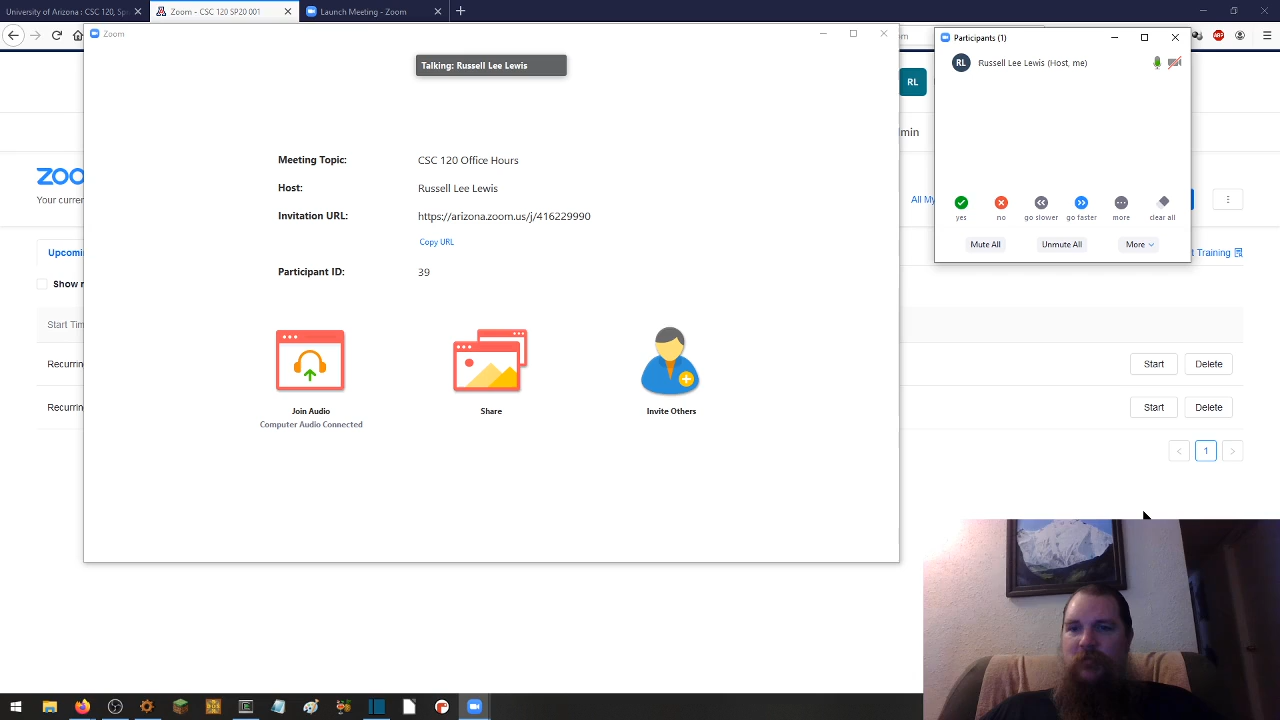 University of Arizona : CSC 120, Sp
Zoom - CSC 120 SP20 001
Launch Meeting - Zoom
Zoom
Talking: Russell Lee Lewis
Meeting Topic:
CSC 120 Office Hours
Host:
Russell Lee Lewis
Invitation URL:
https://arizona.zoom.us/j/416229990
Copy URL
Participant ID:
39
Join Audio
Computer Audio Connected
Share
Invite Others
Participants (1)
RL
Russell Lee Lewis (Host, me)
yes
no
go slower
go faster
more
clear all
Mute All
Unmute All
More
om
RL
dmin
ZOO
Your curren
All My
Upcomi
t Training
Show r
Start Tim
Recurring
Start
Delete
Recurring
Start
Delete
1